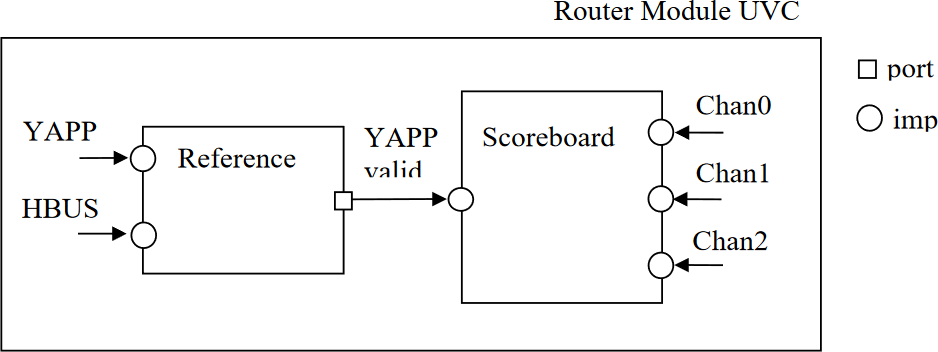 Router Module UVC
port
imp
YAPP
HBUS
Reference
YAPP
valid
Scoreboard
Chan0
Chan1
Chan2